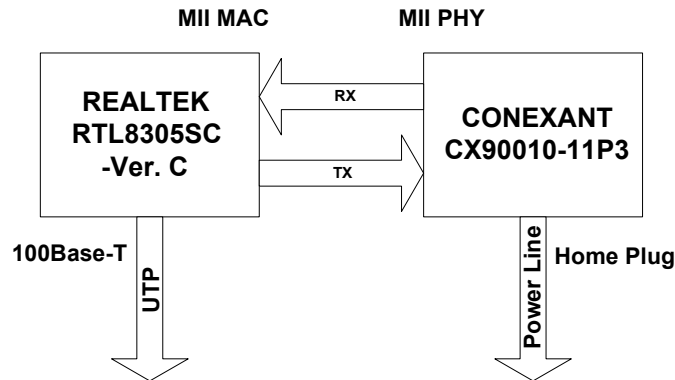 MII MAC
MII PHY
REALTEK
RTL8305SC
-Ver. C
RX
TX
CONEXANT
CX90010-11P3
100Base-T
UTP
Power Line
Home Plug